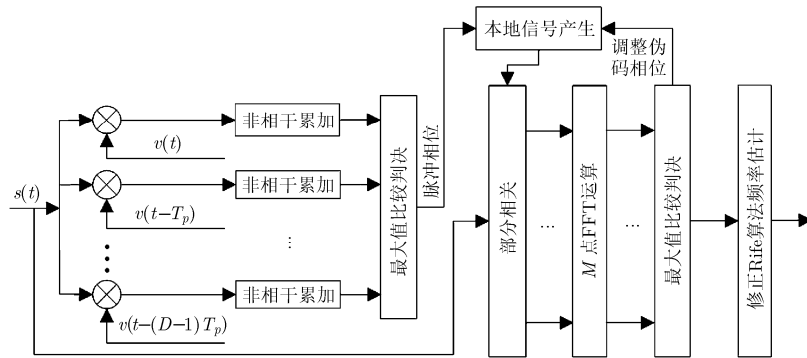 本地信号产生
调整伪
码相位
s(t)
v(t)
非相干累加
v(t−T_p)
非相干累加
⋯
v(t−(D−1)T_p)
非相干累加
最大值比较判决
脉冲相位
部分相关
⋯
M点FFT运算
⋯
最大值比较判决
修正Rife算法频率估计